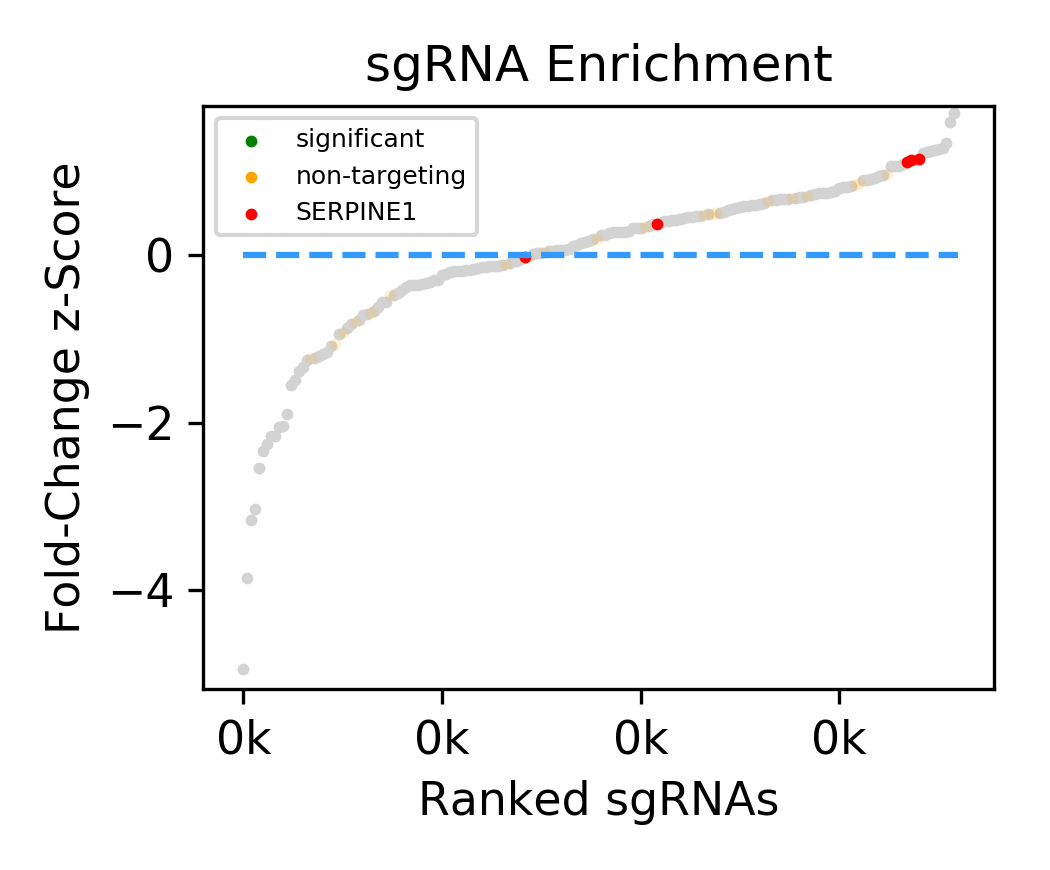 sgRNA Enrichment
significant
non-targeting
SERPINE1
Fold-Change z-Score
0
−2
−4
0k 0k 0k 0k
Ranked sgRNAs